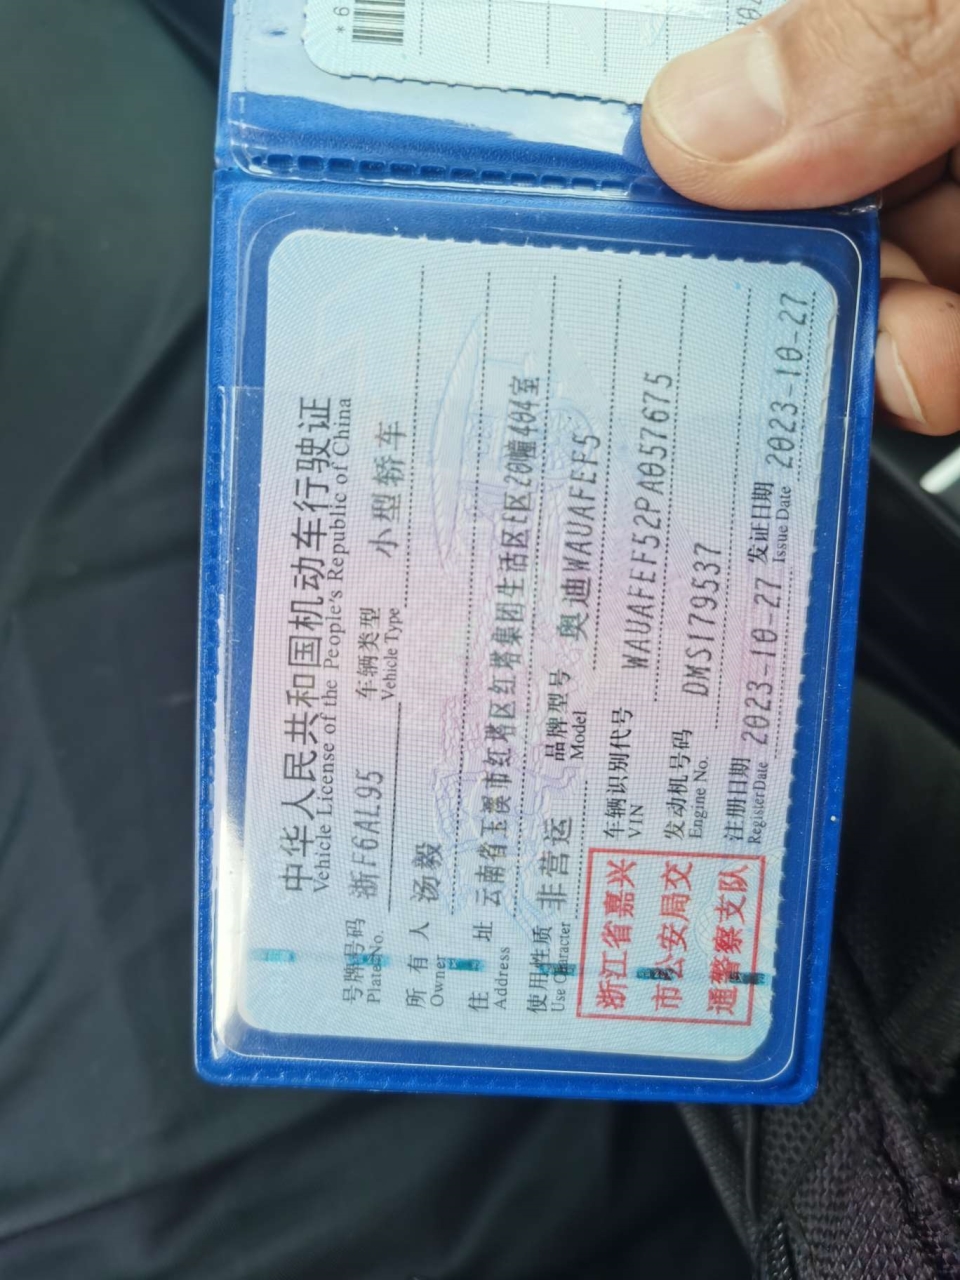 中华人民共和国机动车行驶证
Vehicle License of the People's Republic of China
号牌号码 浙F6AL95 车辆类型 小型轿车
Plate No. Vehicle Type
所有人 汤毅
Owner
住址 云南省玉溪市红塔区红塔集团生活区E区20幢404室
Address
使用性质 非营运 品牌型号 奥迪WAUAFEF5
Use Character Model
浙江省嘉兴
市公安局交
通警察支队
车辆识别代号 WAUAFEF52PA057675
VIN
发动机号码 DMS179537
Engine No.
注册日期 2023-10-27 发证日期 2023-10-27
Register Date Issue Date